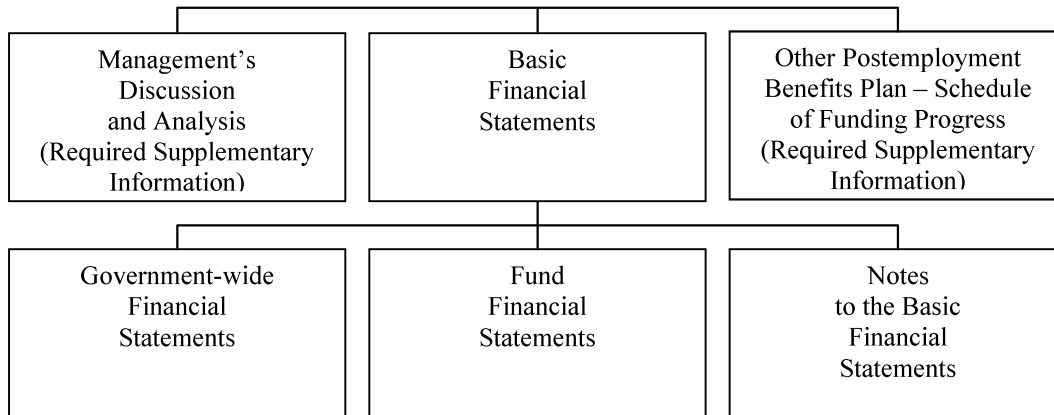 Management’s
Discussion
and Analysis
(Required Supplementary
Information)
Basic
Financial
Statements
Other Postemployment
Benefits Plan – Schedule
of Funding Progress
(Required Supplementary
Information)
Government-wide
Financial
Statements
Fund
Financial
Statements
Notes
to the Basic
Financial
Statements